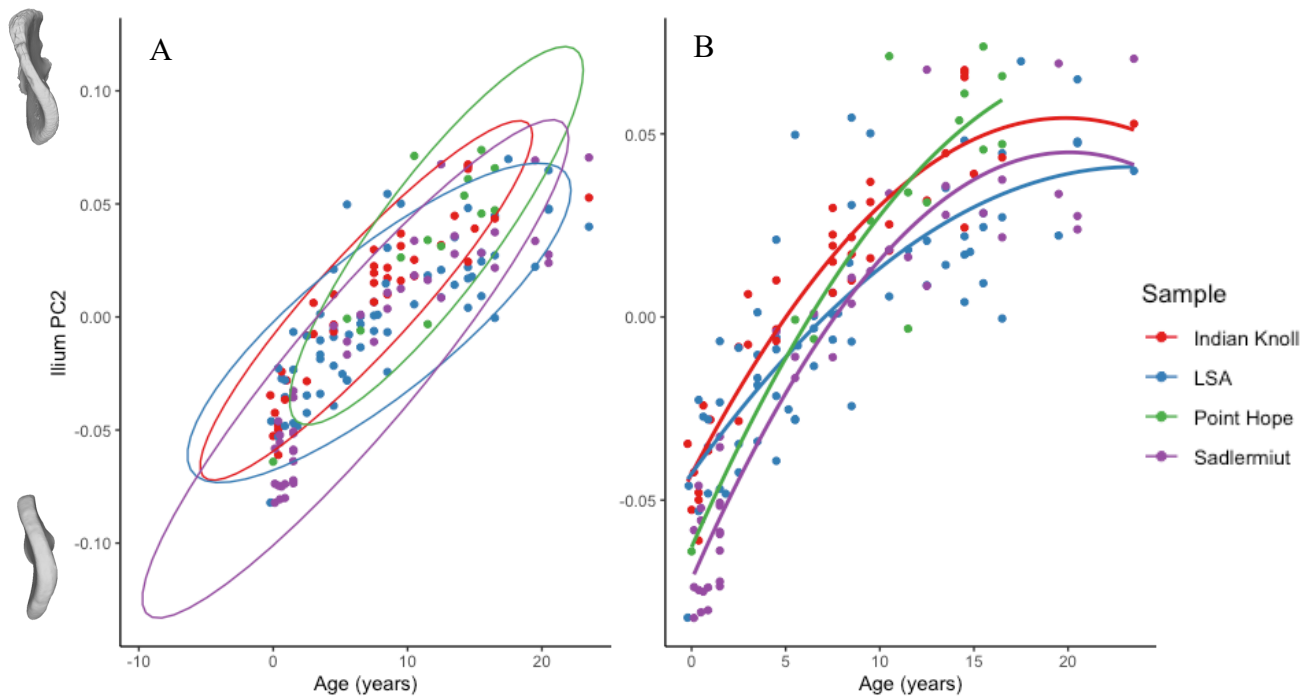 A
B
Ilium PC2
0.10
0.05
0.00
-0.05
-0.10
-10
0
10
20
Age (years)
0.05
0.00
-0.05
0
5
10
15
20
Age (years)
Sample
Indian Knoll
LSA
Point Hope
Sadlermiut